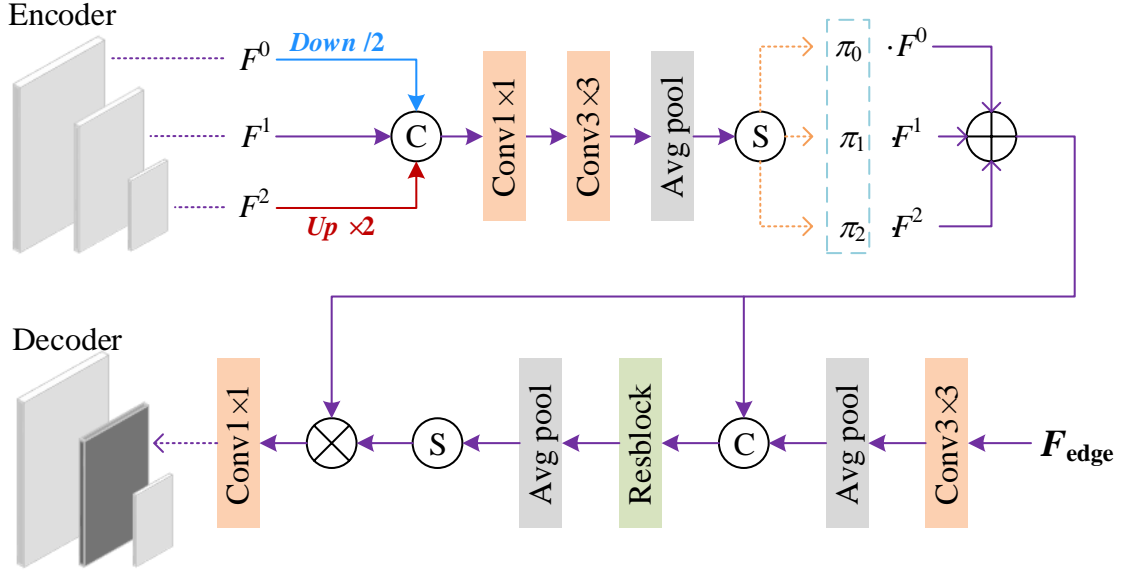 Encoder
F⁰ Down /2
F¹
F² Up ×2
C
Conv1×1
Conv3×3
Avg pool
S
π₀ ·F⁰
π₁ ·F¹
π₂ ·F²
Decoder
Conv1×1
S
Avg pool
Resblock
C
Avg pool
Conv3×3
F_edge